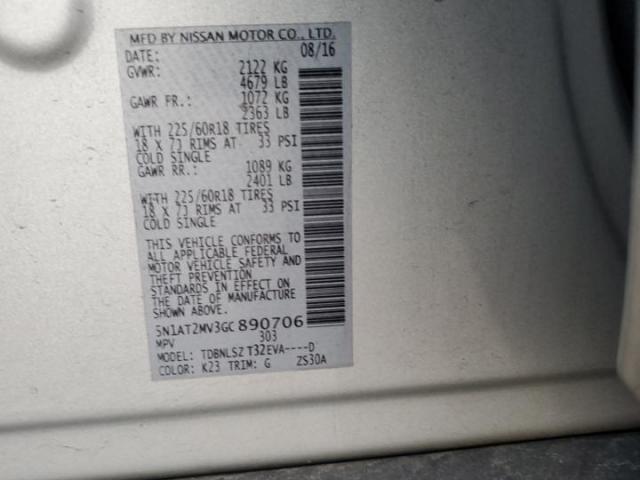 MFD BY NISSAN MOTOR CO., LTD.
DATE: 08/16
GVWR: 2122 KG
4679 LB
GAWR FR.: 1072 KG
2363 LB
WITH 225/60R18 TIRES
18 X 7J RIMS AT 33 PSI
COLD SINGLE
GAWR RR.: 1089 KG
2401 LB
WITH 225/60R18 TIRES
18 X 7J RIMS AT 33 PSI
COLD SINGLE
THIS VEHICLE CONFORMS TO
ALL APPLICABLE FEDERAL
MOTOR VEHICLE SAFETY AND
THEFT PREVENTION
STANDARDS IN EFFECT ON
THE DATE OF MANUFACTURE
SHOWN ABOVE.
5N1AT2MV3GC890706
MPV 303
MODEL: TDBNLSZ T32EVA----D
COLOR: K23 TRIM: G ZS30A